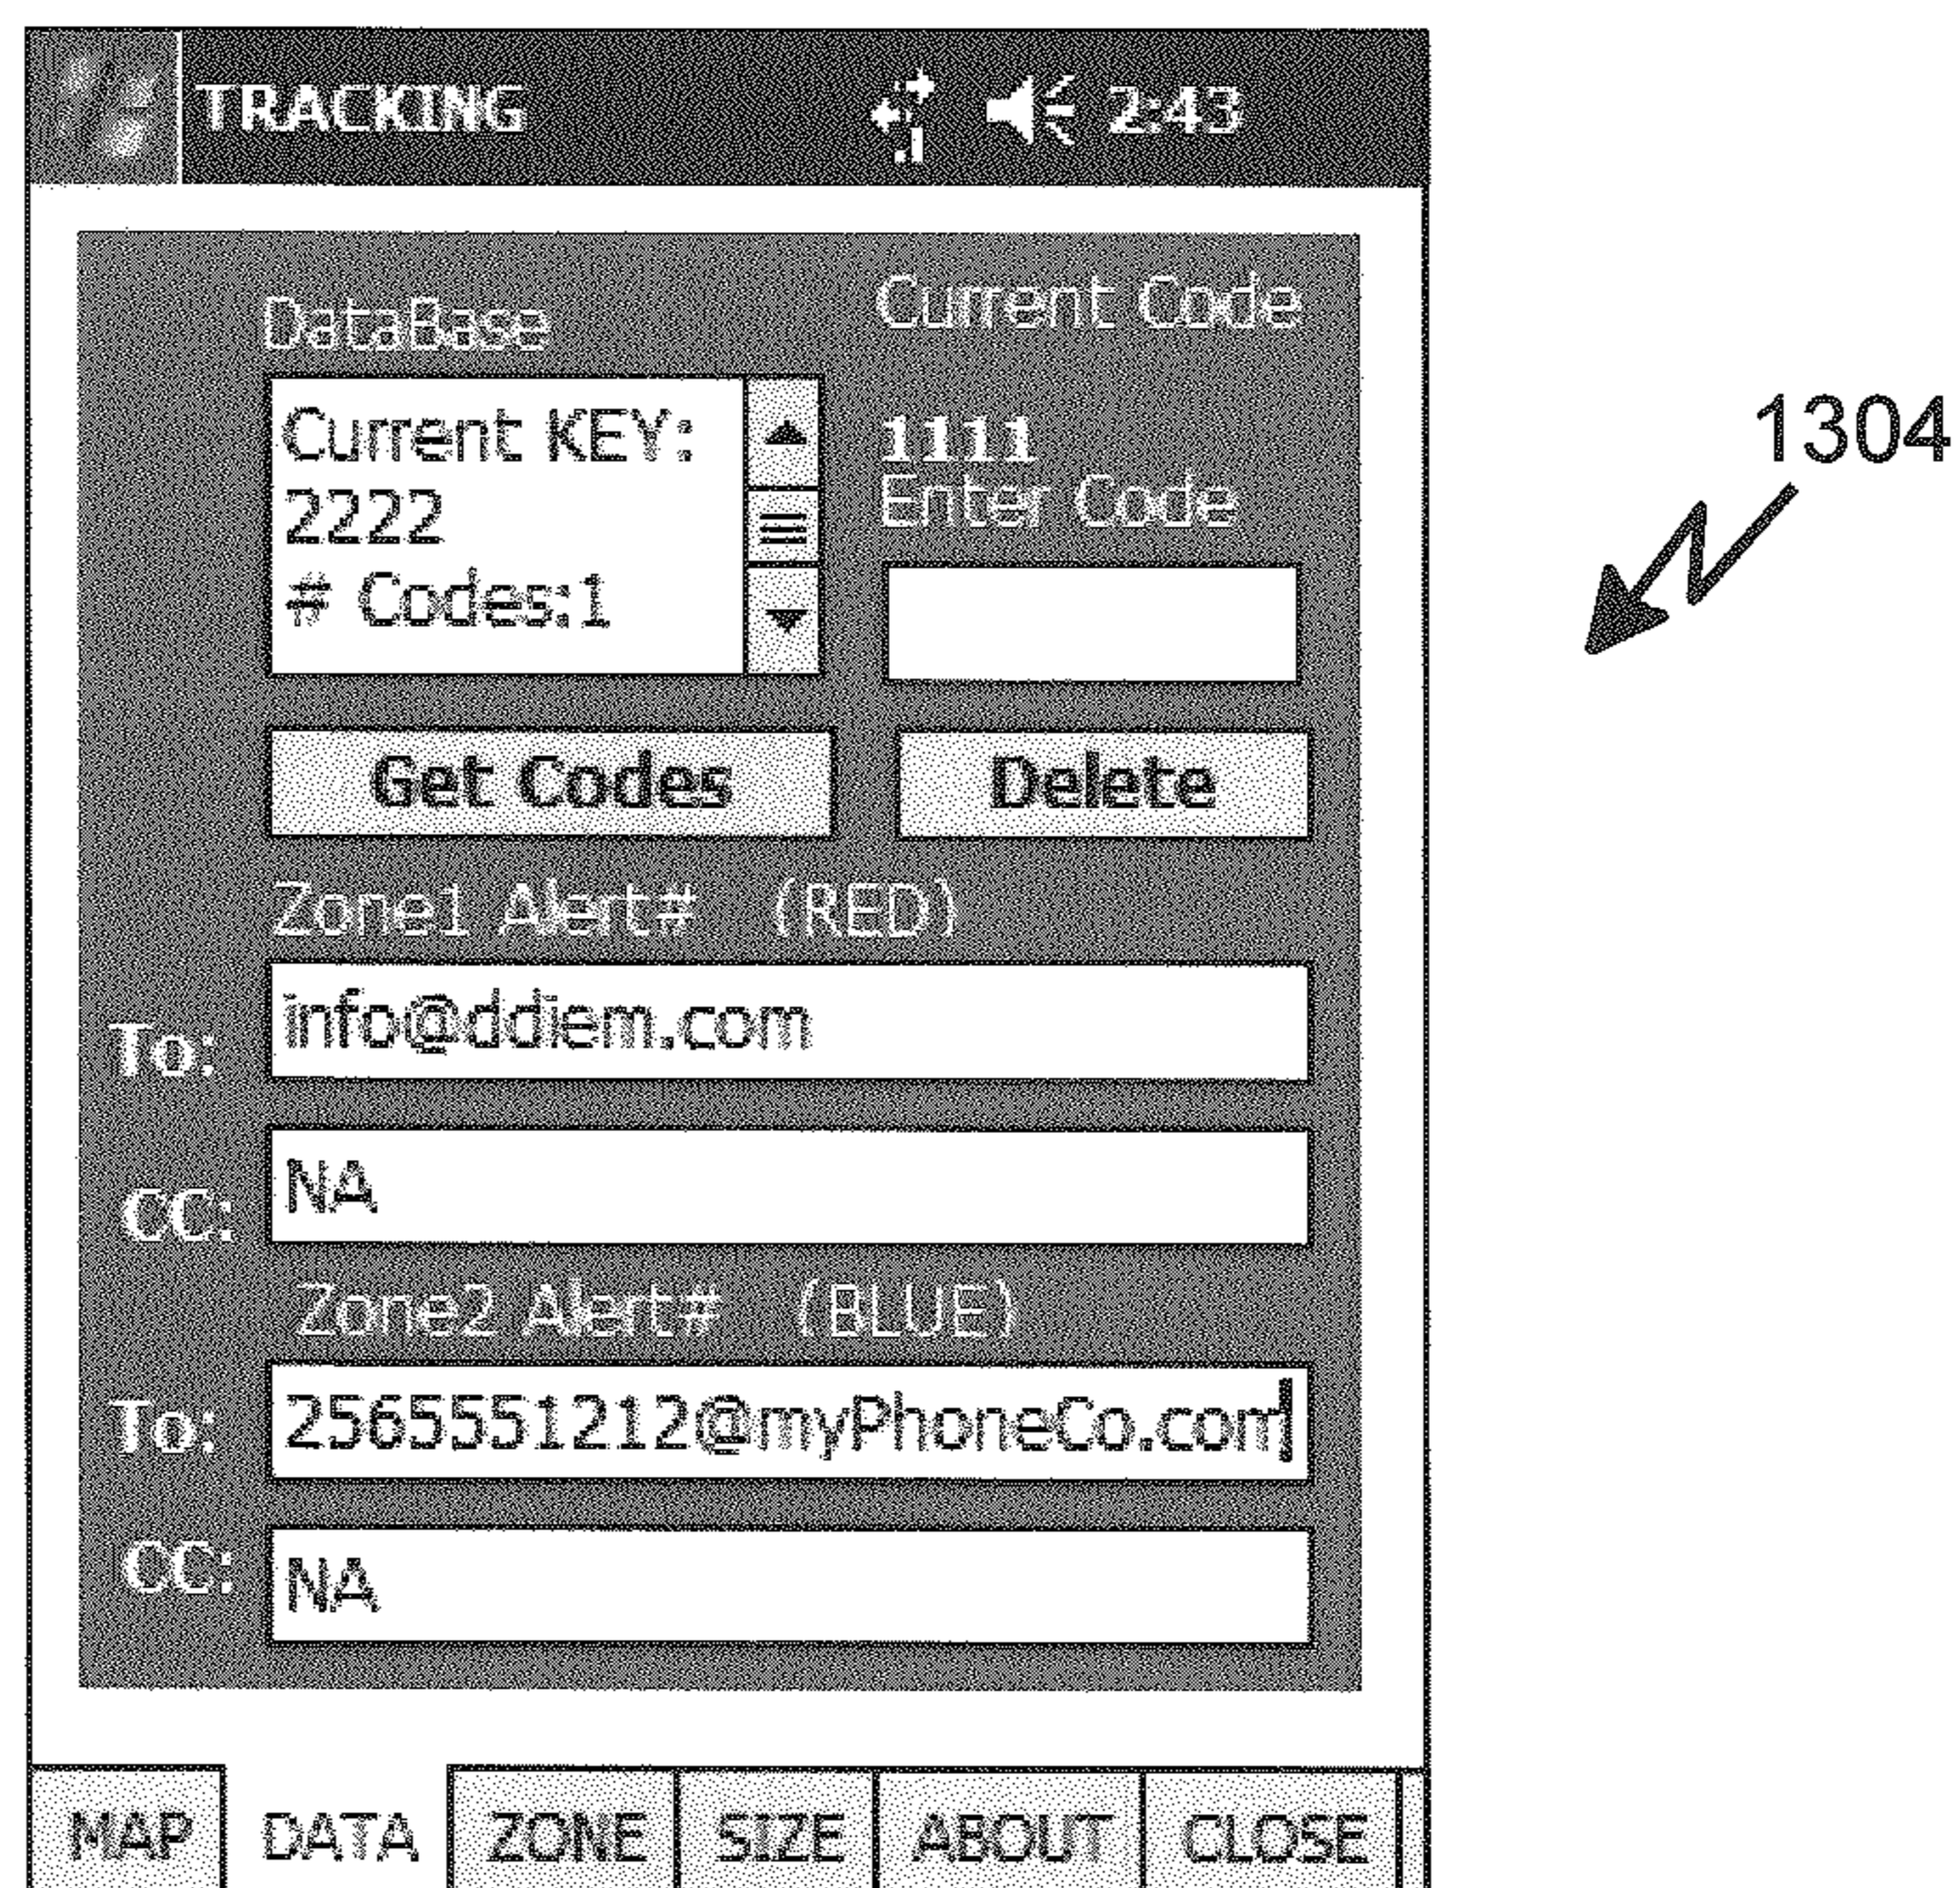 TRACKING 2:43
DataBase
Current Code
Current KEY:
2222
# Codes:1
1111
Enter Code
1304
Get Codes
Delete
Zone1 Alert# (RED)
To: info@ddiem.com
CC: NA
Zone2 Alert# (BLUE)
To: 2565551212@myPhoneCo.com
CC: NA
MAP DATA ZONE SIZE ABOUT CLOSE